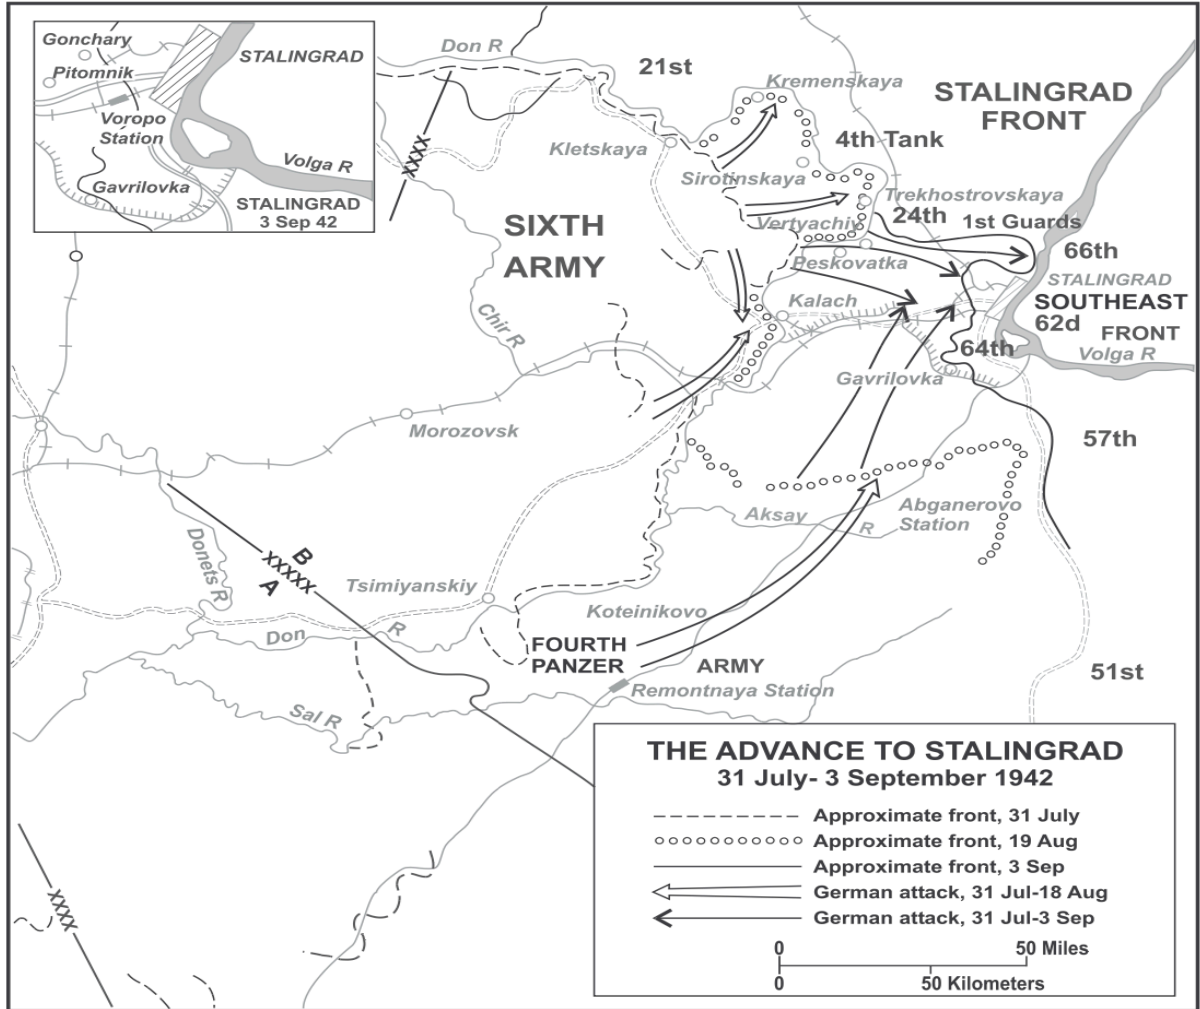 Gonchary
Pitomnik
STALINGRAD
Voropo
Station
Volga R
Gavrilovka
STALINGRAD
3 Sep 42
Don R
21st
Kremenskaya
STALINGRAD
FRONT
XXXX
Kletskaya
4th Tank
Sirotinskaya
Trekhostrovskaya
SIXTH
ARMY
Vertyachiy
24th
1st Guards
66th
Peskovatka
STALINGRAD
Kalach
SOUTHEAST
62d
FRONT
Chir R
64th
Volga R
Gavrilovka
Morozovsk
57th
Abganerovo
Station
Aksay
R
Donets R
B
XXXXX
A
Tsimiyanskiy
Koteinikovo
Don
R
FOURTH
PANZER
ARMY
51st
Remontnaya Station
Sal R
XXXX
THE ADVANCE TO STALINGRAD
31 July- 3 September 1942
Approximate front, 31 July
Approximate front, 19 Aug
Approximate front, 3 Sep
German attack, 31 Jul-18 Aug
German attack, 31 Jul-3 Sep
0
50 Miles
0
50 Kilometers